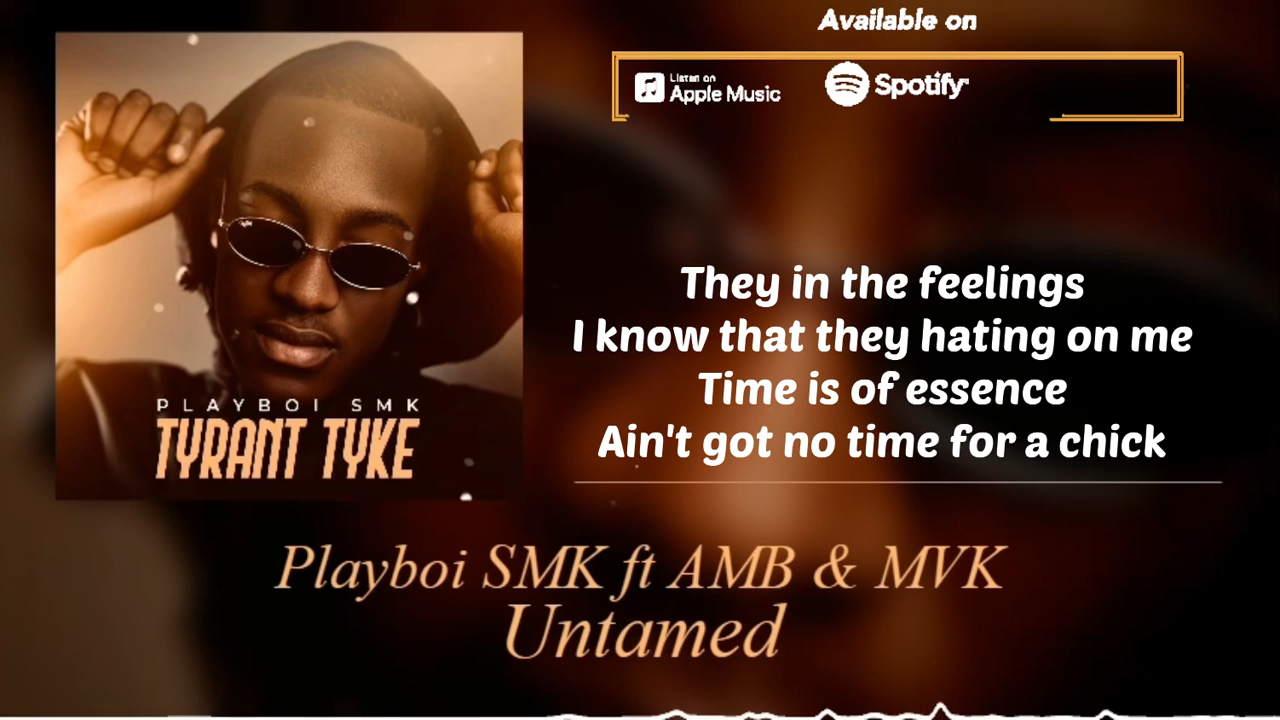 Available on
Listen on
Apple Music
Spotify
PLAYBOI SMK
TYRANT TYKE
They in the feelings
I know that they hating on me
Time is of essence
Ain't got no time for a chick
Playboi SMK ft AMB & MVK
Untamed